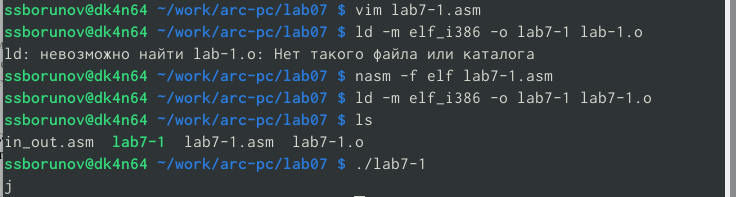 ssborunov@dk4n64 ~/work/arc-pc/lab07 $ vim lab7-1.asm
ssborunov@dk4n64 ~/work/arc-pc/lab07 $ ld -m elf_i386 -o lab7-1 lab-1.o
ld: невозможно найти lab-1.o: Нет такого файла или каталога
ssborunov@dk4n64 ~/work/arc-pc/lab07 $ nasm -f elf lab7-1.asm
ssborunov@dk4n64 ~/work/arc-pc/lab07 $ ld -m elf_i386 -o lab7-1 lab7-1.o
ssborunov@dk4n64 ~/work/arc-pc/lab07 $ ls
in_out.asm  lab7-1  lab7-1.asm  lab7-1.o
ssborunov@dk4n64 ~/work/arc-pc/lab07 $ ./lab7-1
j